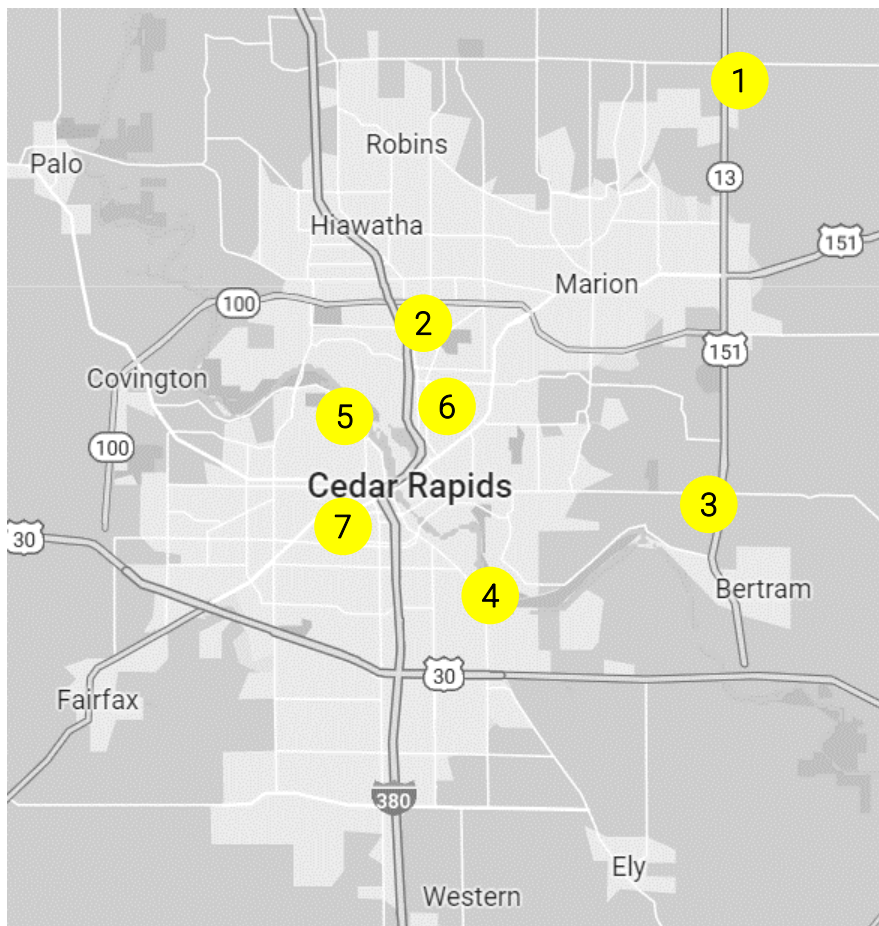 1
Robins
Palo
13
Hiawatha
151
Marion
100
2
151
Covington
6
5
100
Cedar Rapids
3
7
30
Bertram
4
30
Fairfax
380
Ely
Western